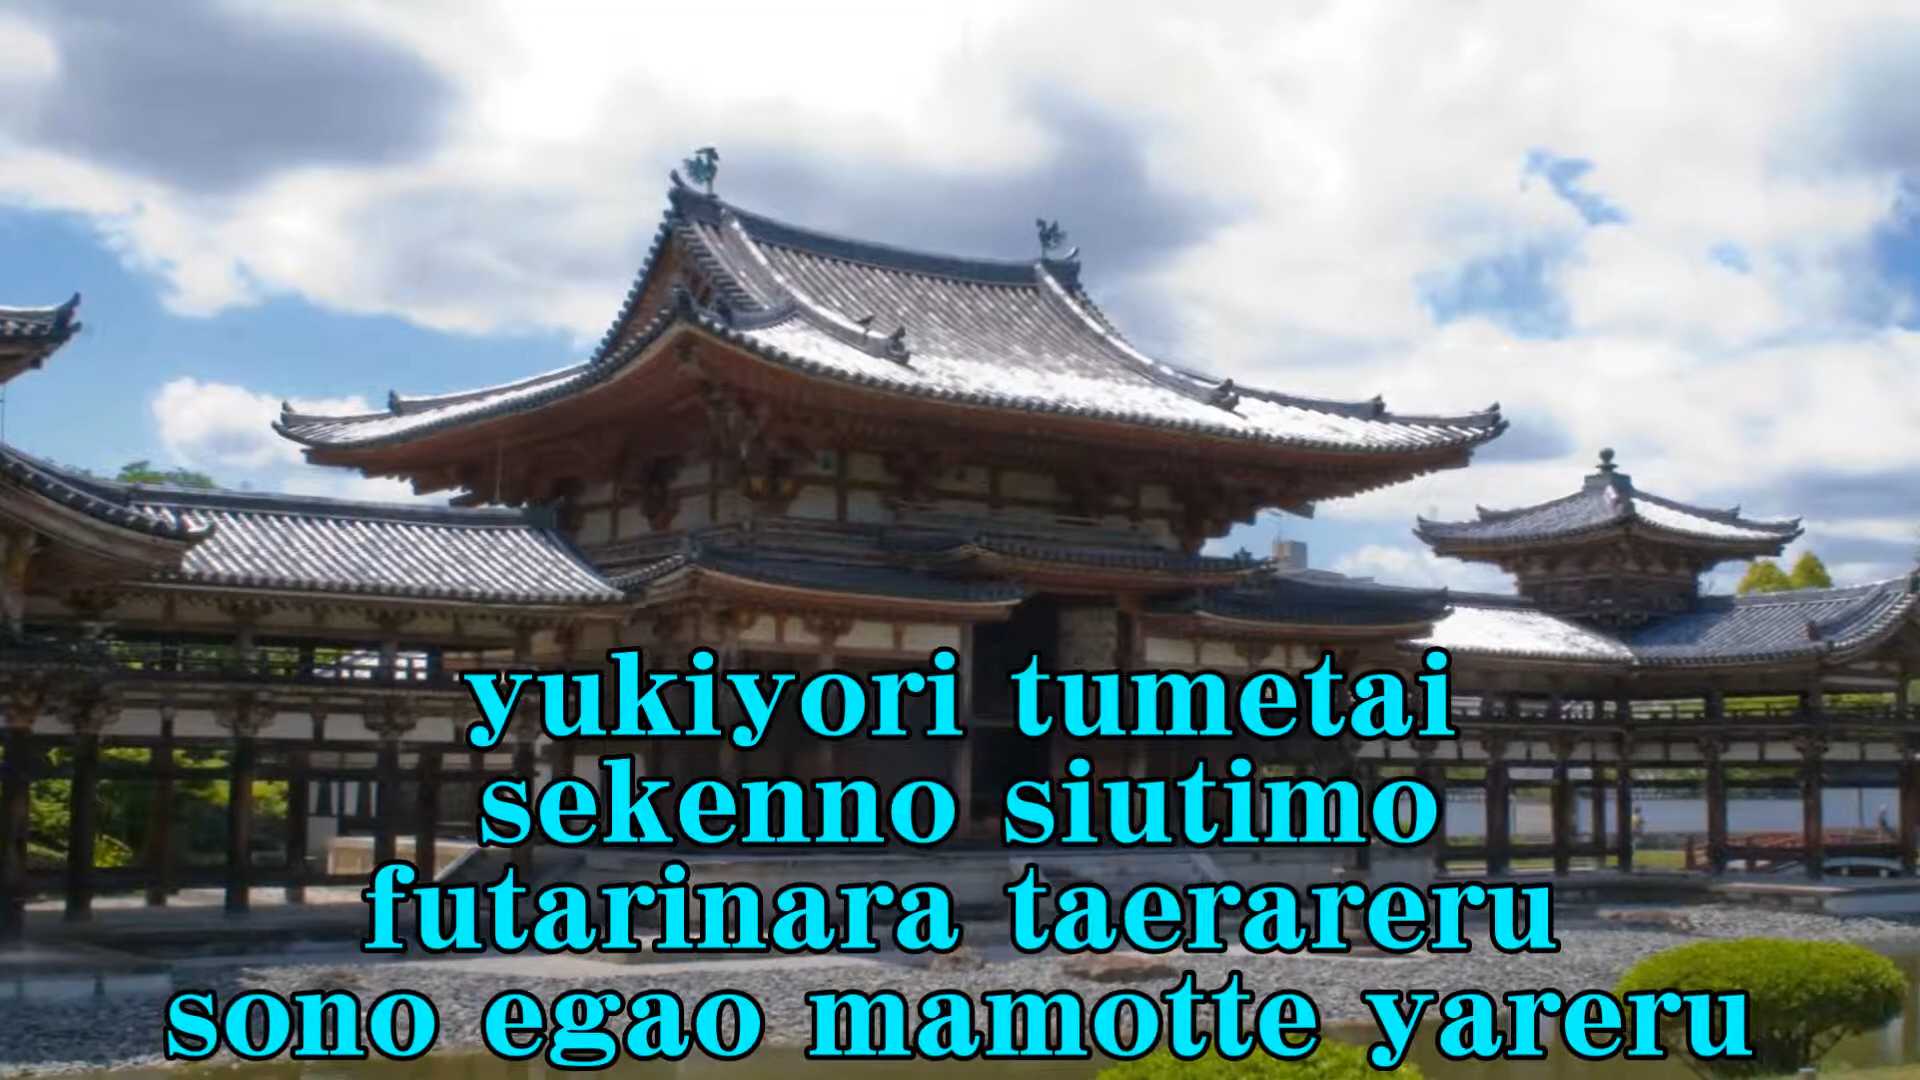 yukiyori tumetai
sekenno siutimo
futarinara taerareru
sono egao mamotte yareru